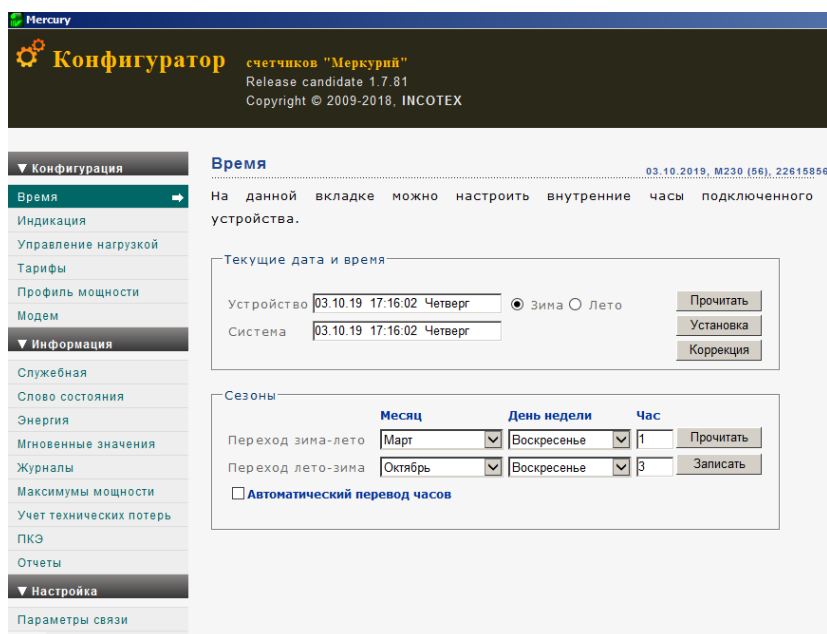 Mercury
Конфигуратор счетчиков "Меркурий"
Release candidate 1.7.81
Copyright © 2009-2018, INCOTEX
▼ Конфигурация
Время
Индикация
Управление нагрузкой
Тарифы
Профиль мощности
Модем
▼ Информация
Служебная
Слово состояния
Энергия
Мгновенные значения
Журналы
Максимумы мощности
Учет технических потерь
ПКЭ
Отчеты
▼ Настройка
Параметры связи
Время
03.10.2019, M230 (56), 22615856
На данной вкладке можно настроить внутренние часы подключенного
устройства.
Текущие дата и время
Устройство 03.10.19 17:16:02 Четверг Зима Лето Прочитать
Установка
Система 03.10.19 17:16:02 Четверг
Коррекция
Сезоны
Месяц День недели Час
Переход зима-лето Март Воскресенье 1 Прочитать
Переход лето-зима Октябрь Воскресенье 3 Записать
Автоматический перевод часов